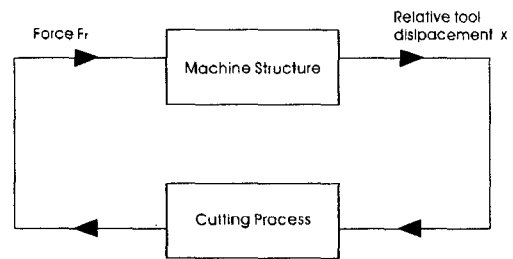 Force Fr
Relative tool
disipacement x
Machine Structure
Cutting Process